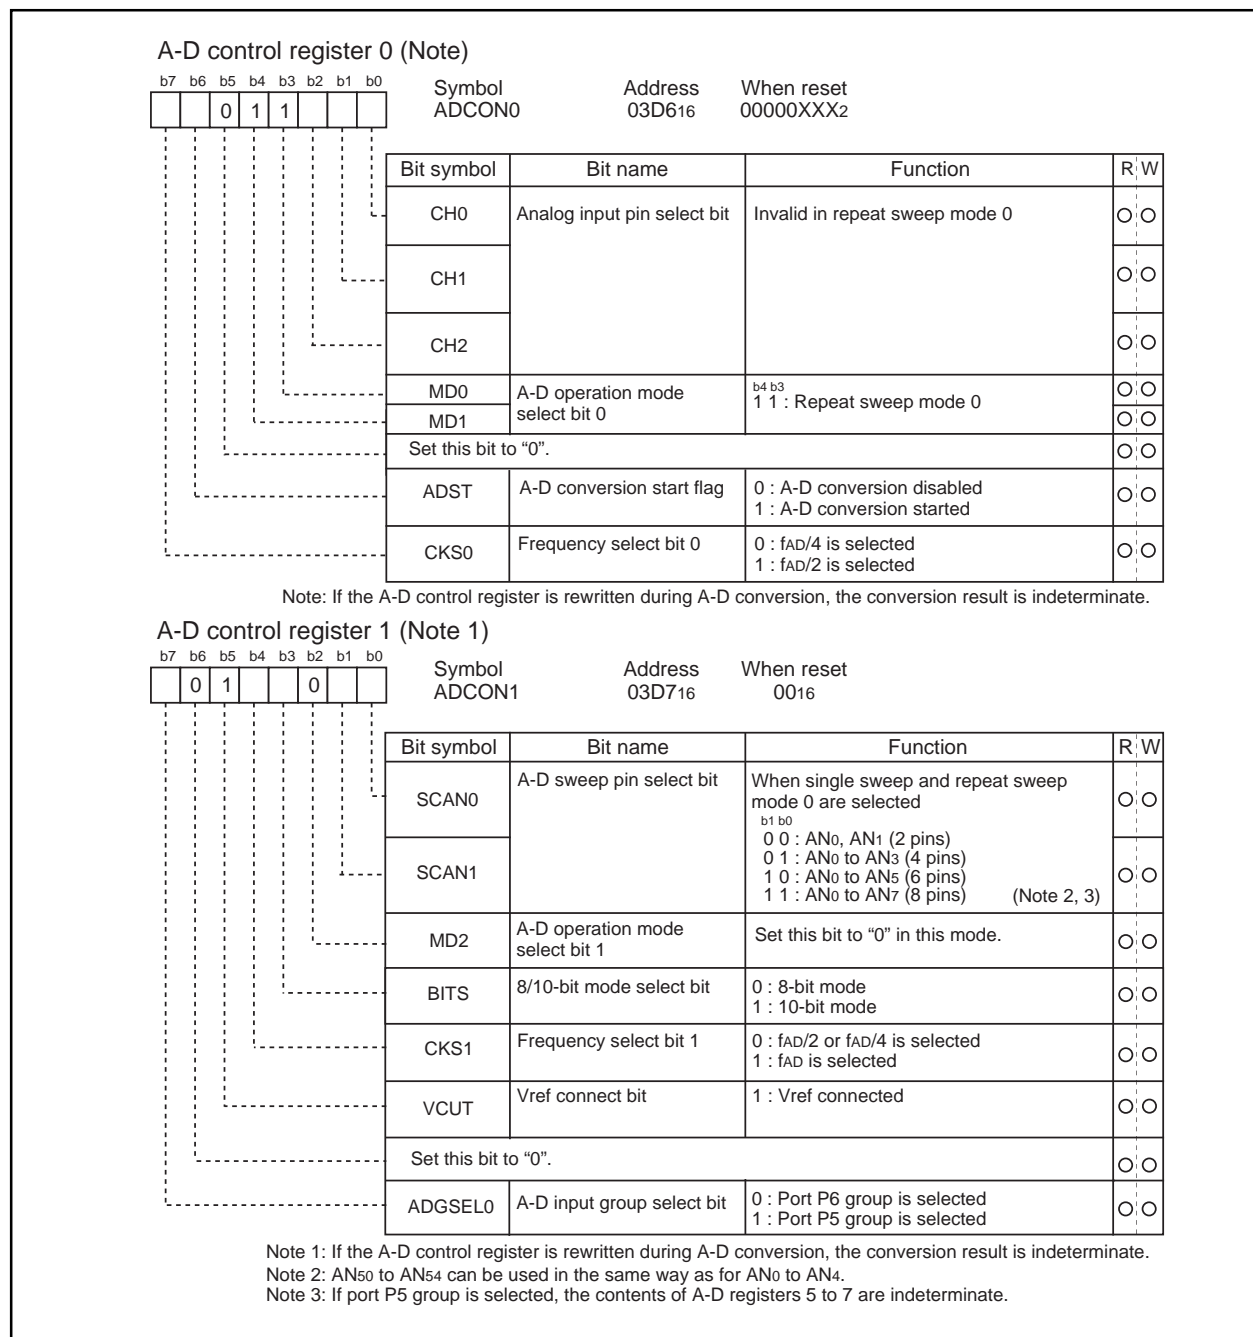 A-D control register 0 (Note)
b7 b6 b5 b4 b3 b2 b1 b0
0 1 1
Symbol Address When reset
ADCON0 03D616 00000XXX2
Bit symbol Bit name Function R W
CH0 Analog input pin select bit Invalid in repeat sweep mode 0
CH1
CH2
MD0 A-D operation mode select bit 0 b4 b3
1 1 : Repeat sweep mode 0
MD1
Set this bit to “0”.
ADST A-D conversion start flag 0 : A-D conversion disabled
1 : A-D conversion started
CKS0 Frequency select bit 0 0 : fAD/4 is selected
1 : fAD/2 is selected
Note: If the A-D control register is rewritten during A-D conversion, the conversion result is indeterminate.
A-D control register 1 (Note 1)
b7 b6 b5 b4 b3 b2 b1 b0
0 1 0
Symbol Address When reset
ADCON1 03D716 0016
Bit symbol Bit name Function R W
SCAN0 A-D sweep pin select bit When single sweep and repeat sweep
mode 0 are selected
b1 b0
0 0 : AN0, AN1 (2 pins)
0 1 : AN0 to AN3 (4 pins)
SCAN1 1 0 : AN0 to AN5 (6 pins)
1 1 : AN0 to AN7 (8 pins) (Note 2, 3)
MD2 A-D operation mode select bit 1 Set this bit to “0” in this mode.
BITS 8/10-bit mode select bit 0 : 8-bit mode
1 : 10-bit mode
CKS1 Frequency select bit 1 0 : fAD/2 or fAD/4 is selected
1 : fAD is selected
VCUT Vref connect bit 1 : Vref connected
Set this bit to “0”.
ADGSEL0 A-D input group select bit 0 : Port P6 group is selected
1 : Port P5 group is selected
Note 1: If the A-D control register is rewritten during A-D conversion, the conversion result is indeterminate.
Note 2: AN50 to AN54 can be used in the same way as for AN0 to AN4.
Note 3: If port P5 group is selected, the contents of A-D registers 5 to 7 are indeterminate.